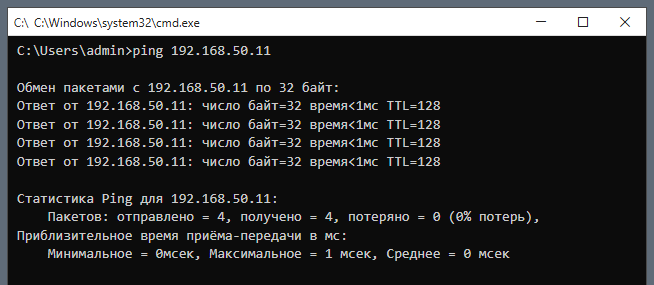 C:\ C:\Windows\system32\cmd.exe
C:\Users\admin>ping 192.168.50.11
Обмен пакетами с 192.168.50.11 по 32 байт:
Ответ от 192.168.50.11: число байт=32 время<1мс TTL=128
Ответ от 192.168.50.11: число байт=32 время<1мс TTL=128
Ответ от 192.168.50.11: число байт=32 время<1мс TTL=128
Ответ от 192.168.50.11: число байт=32 время<1мс TTL=128
Статистика Ping для 192.168.50.11:
Пакетов: отправлено = 4, получено = 4, потеряно = 0 (0% потерь),
Приблизительное время приёма-передачи в мс:
Минимальное = 0мсек, Максимальное = 1 мсек, Среднее = 0 мсек